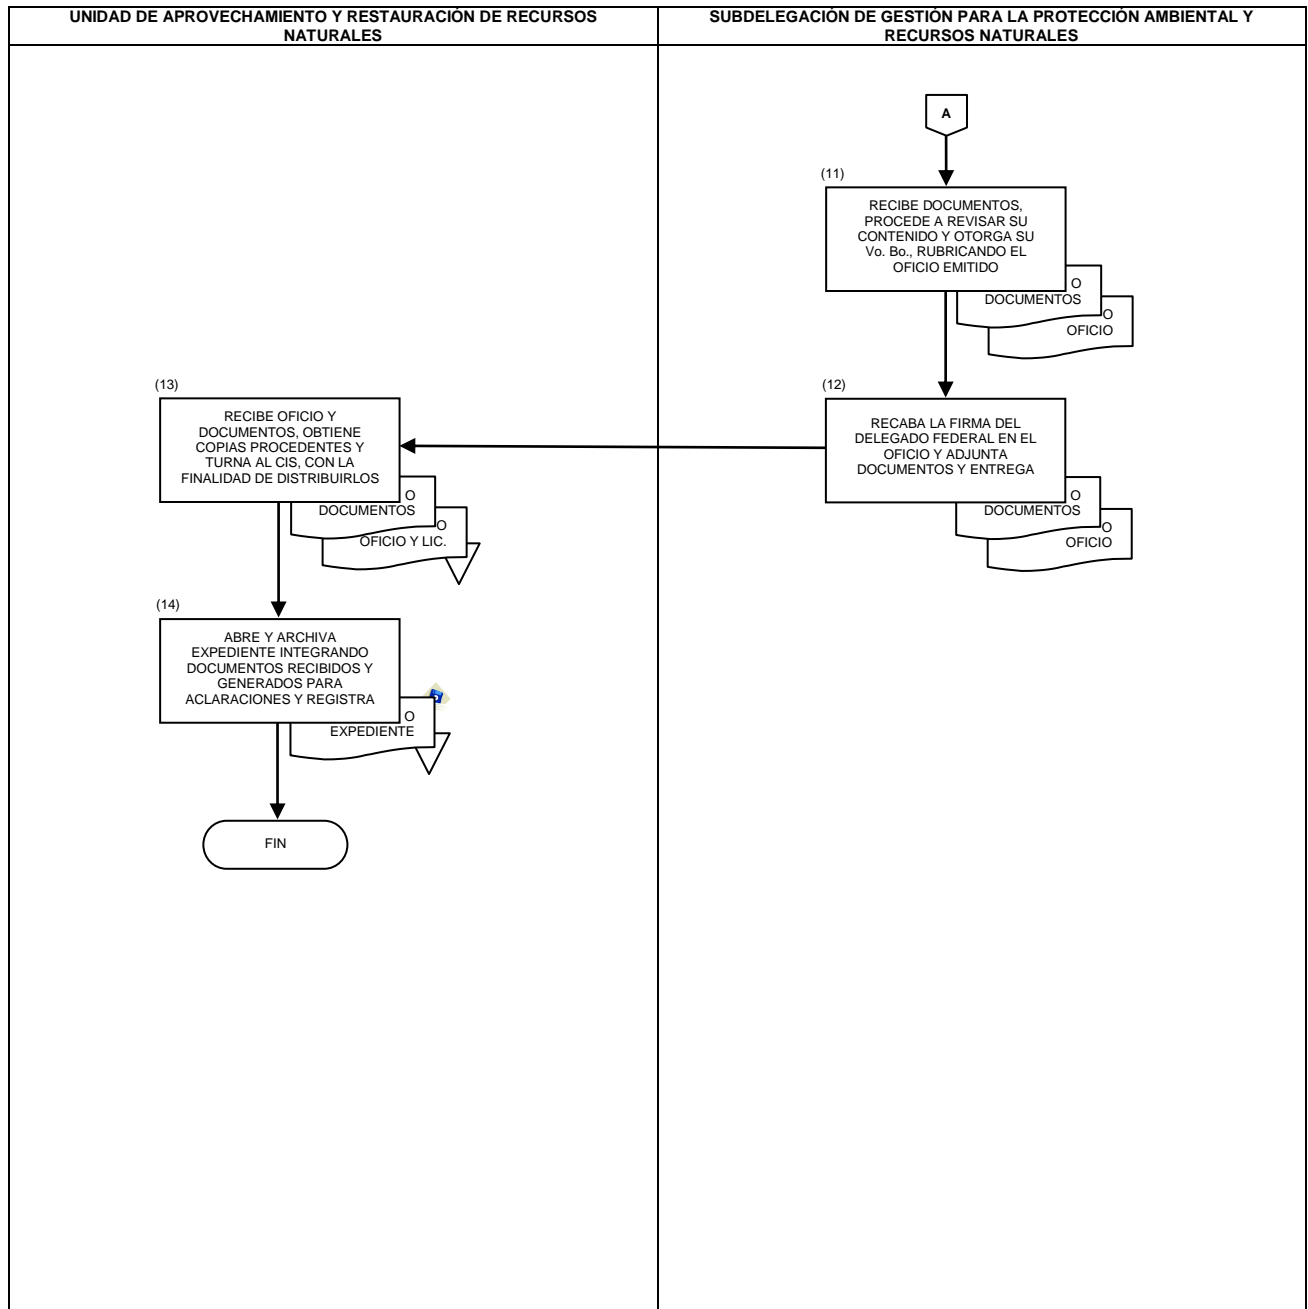 UNIDAD DE APROVECHAMIENTO Y RESTAURACIÓN DE RECURSOS
NATURALES
SUBDELEGACIÓN DE GESTIÓN PARA LA PROTECCIÓN AMBIENTAL Y
RECURSOS NATURALES
A
(11)
RECIBE DOCUMENTOS,
PROCEDE A REVISAR SU
CONTENIDO Y OTORGA SU
Vo. Bo., RUBRICANDO EL
OFICIO EMITIDO
O
DOCUMENTOS
O
OFICIO
(12)
RECABA LA FIRMA DEL
DELEGADO FEDERAL EN EL
OFICIO Y ADJUNTA
DOCUMENTOS Y ENTREGA
O
DOCUMENTOS
O
OFICIO
(13)
RECIBE OFICIO Y
DOCUMENTOS, OBTIENE
COPIAS PROCEDENTES Y
TURNA AL CIS, CON LA
FINALIDAD DE DISTRIBUIRLOS
O
DOCUMENTOS
O
OFICIO Y LIC.
(14)
ABRE Y ARCHIVA
EXPEDIENTE INTEGRANDO
DOCUMENTOS RECIBIDOS Y
GENERADOS PARA
ACLARACIONES Y REGISTRA
O
EXPEDIENTE
FIN